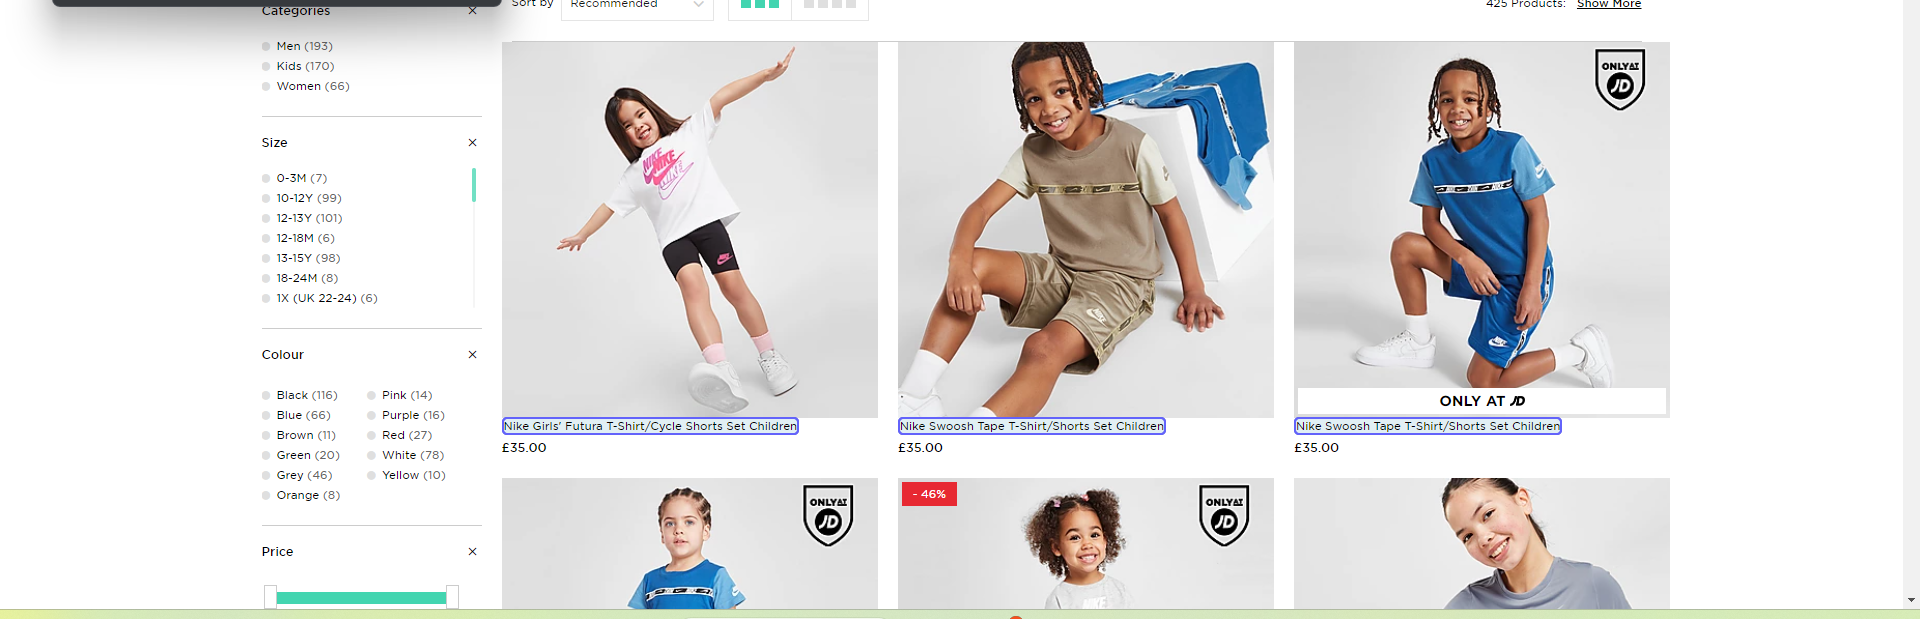 Categories
Men (193)
Kids (170)
Women (66)
Size
0-3M (7)
10-12Y (99)
12-13Y (101)
12-18M (6)
13-15Y (98)
18-24M (8)
1X (UK 22-24) (6)
Colour
Black (116)
Blue (66)
Brown (11)
Green (20)
Grey (46)
Orange (8)
Pink (14)
Purple (16)
Red (27)
White (78)
Yellow (10)
Price
Sort by
Recommended
425 Products:
Show More
NIKE
NIKE
Nike Girls' Futura T-Shirt/Cycle Shorts Set Children
£35.00
Nike Swoosh Tape T-Shirt/Shorts Set Children
£35.00
ONLY AT
JD
ONLY AT JD
Nike Swoosh Tape T-Shirt/Shorts Set Children
£35.00
ONLY AT
JD
- 46%
ONLY AT
JD
NIKE